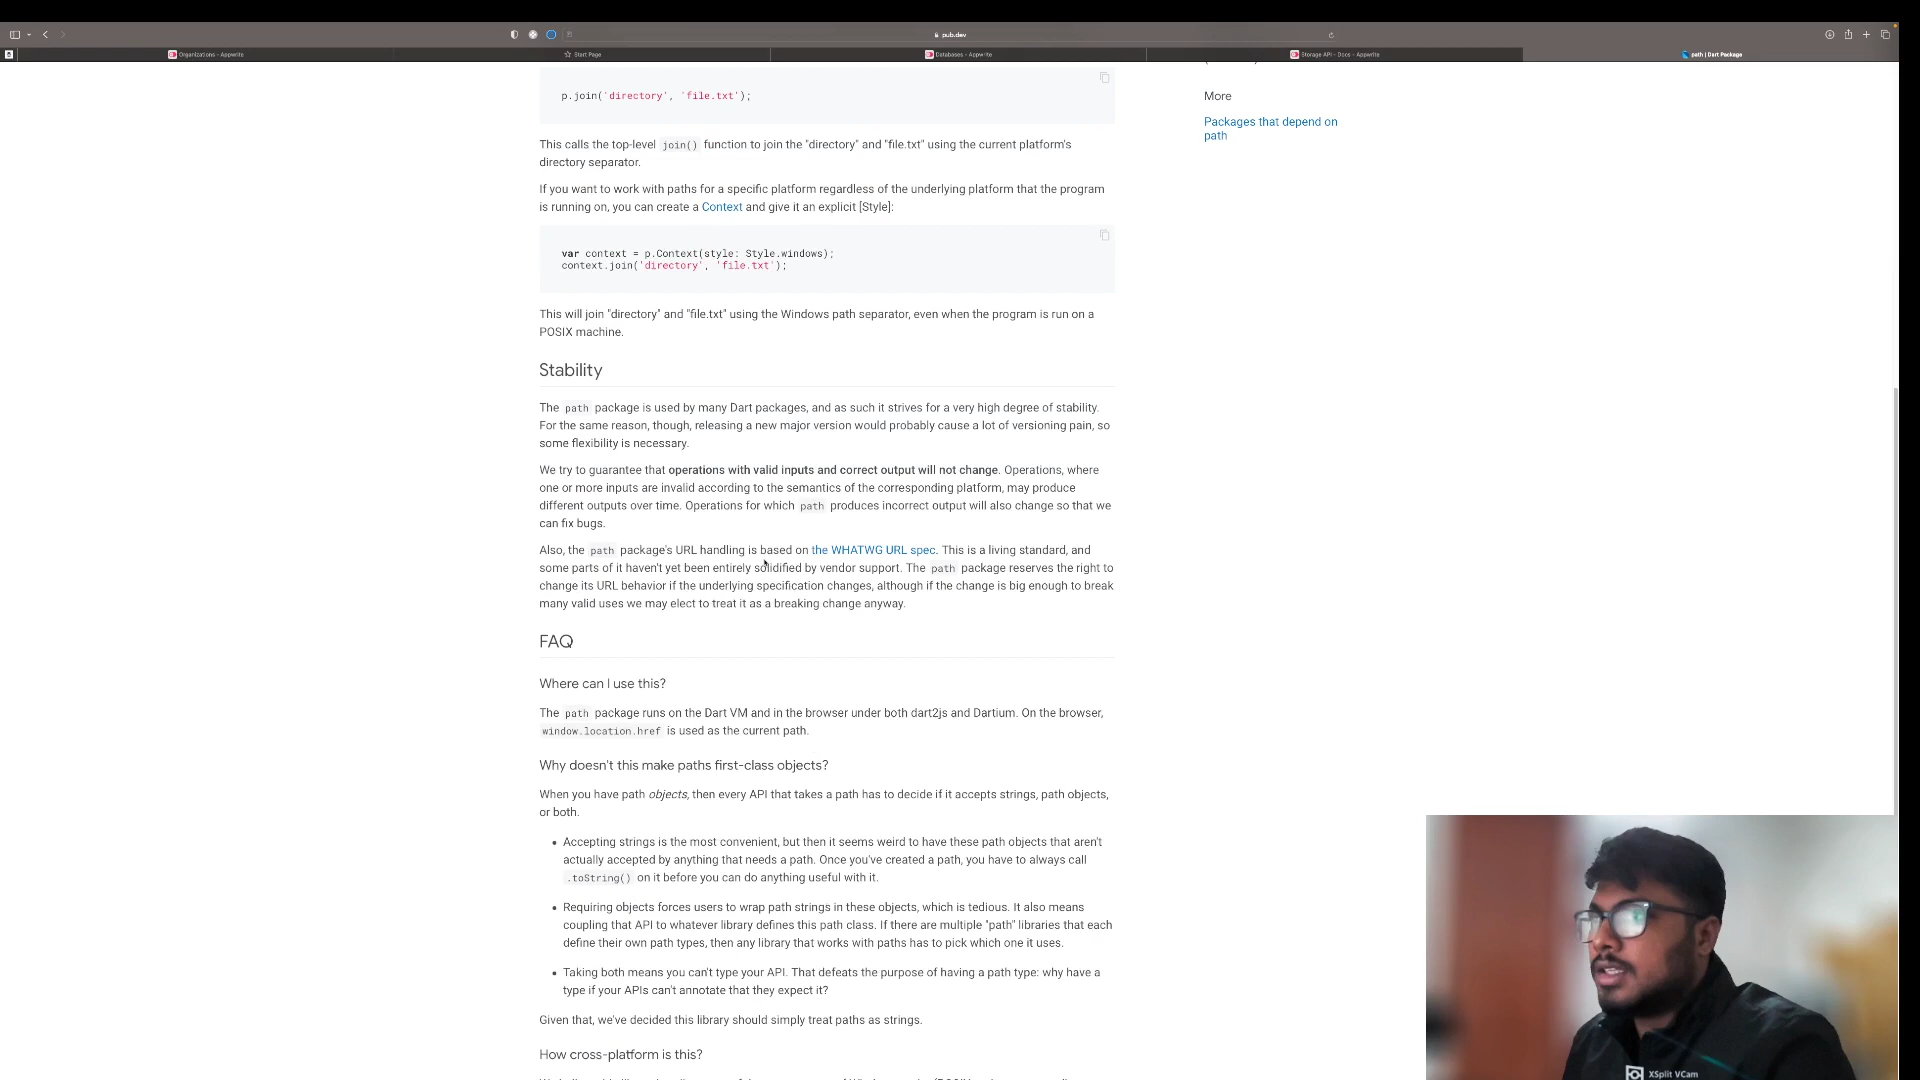 pub.dev
Organizations - Appwrite
Start Page
Databases - Appwrite
Storage API - Docs - Appwrite
path | Dart Package
p.join('directory', 'file.txt');
This calls the top-level join() function to join the "directory" and "file.txt" using the current platform's
directory separator.
If you want to work with paths for a specific platform regardless of the underlying platform that the program
is running on, you can create a Context and give it an explicit [Style]:
var context = p.Context(style: Style.windows);
context.join('directory', 'file.txt');
This will join "directory" and "file.txt" using the Windows path separator, even when the program is run on a
POSIX machine.
Stability
The path package is used by many Dart packages, and as such it strives for a very high degree of stability.
For the same reason, though, releasing a new major version would probably cause a lot of versioning pain, so
some flexibility is necessary.
We try to guarantee that operations with valid inputs and correct output will not change. Operations, where
one or more inputs are invalid according to the semantics of the corresponding platform, may produce
different outputs over time. Operations for which path produces incorrect output will also change so that we
can fix bugs.
Also, the path package's URL handling is based on the WHATWG URL spec. This is a living standard, and
some parts of it haven't yet been entirely solidified by vendor support. The path package reserves the right to
change its URL behavior if the underlying specification changes, although if the change is big enough to break
many valid uses we may elect to treat it as a breaking change anyway.
FAQ
Where can I use this?
The path package runs on the Dart VM and in the browser under both dart2js and Dartium. On the browser,
window.location.href is used as the current path.
Why doesn't this make paths first-class objects?
When you have path objects, then every API that takes a path has to decide if it accepts strings, path objects,
or both.
• Accepting strings is the most convenient, but then it seems weird to have these path objects that aren't
actually accepted by anything that needs a path. Once you've created a path, you have to always call
.toString() on it before you can do anything useful with it.
• Requiring objects forces users to wrap path strings in these objects, which is tedious. It also means
coupling that API to whatever library defines this path class. If there are multiple "path" libraries that each
define their own path types, then any library that works with paths has to pick which one it uses.
• Taking both means you can't type your API. That defeats the purpose of having a path type: why have a
type if your APIs can't annotate that they expect it?
Given that, we've decided this library should simply treat paths as strings.
How cross-platform is this?
More
Packages that depend on
path
XSplit VCam